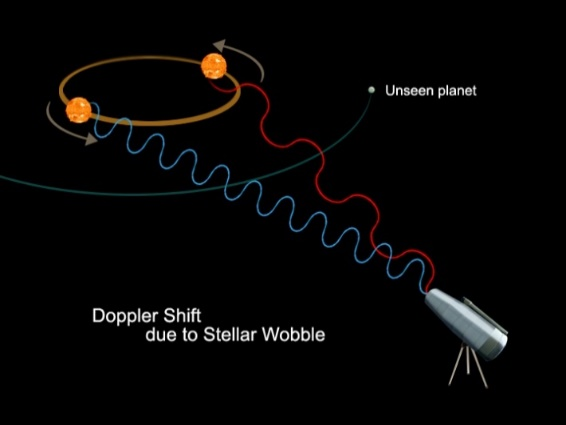 Unseen planet
Doppler Shift
due to Stellar Wobble